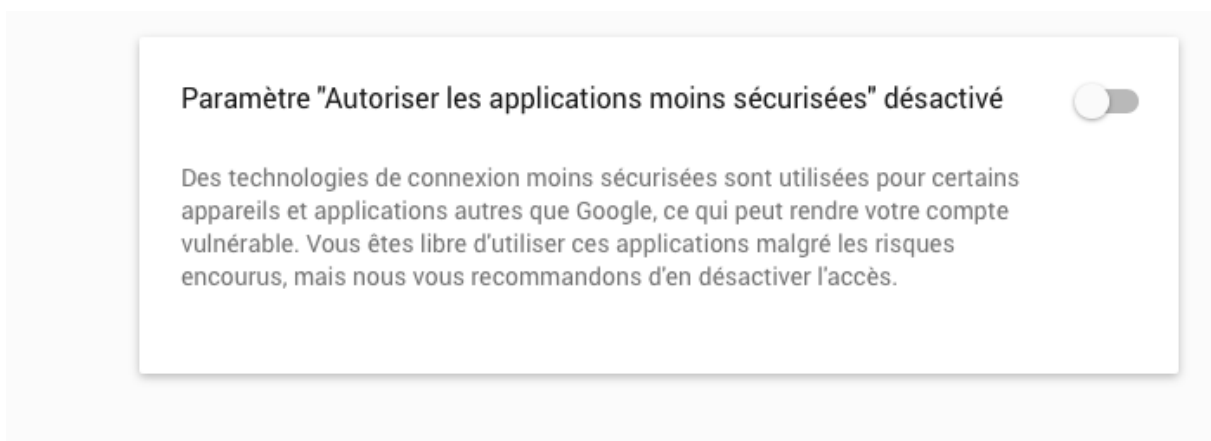 Paramètre "Autoriser les applications moins sécurisées" désactivé
Des technologies de connexion moins sécurisées sont utilisées pour certains
appareils et applications autres que Google, ce qui peut rendre votre compte
vulnérable. Vous êtes libre d'utiliser ces applications malgré les risques
encourus, mais nous vous recommandons d'en désactiver l'accès.